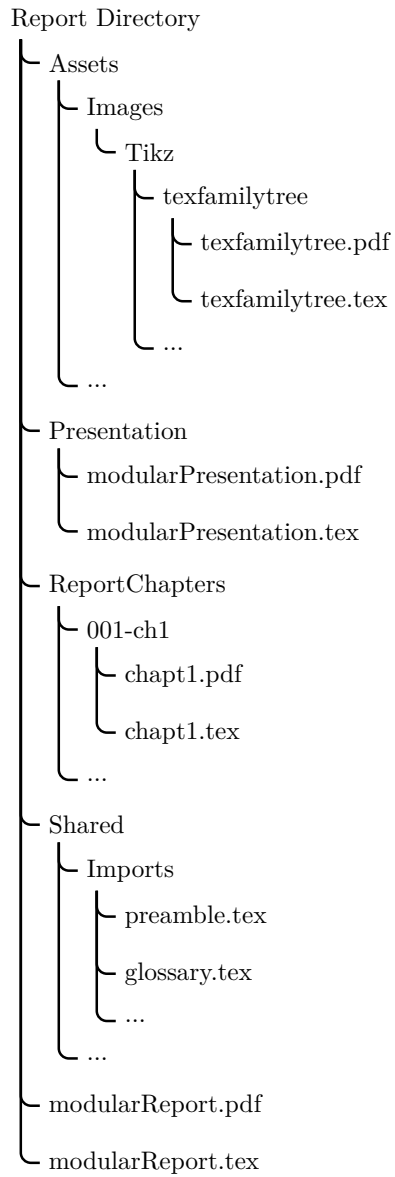 Report Directory
Assets
Images
Tikz
texfamilytree
texfamilytree.pdf
texfamilytree.tex
...
...
Presentation
modularPresentation.pdf
modularPresentation.tex
ReportChapters
001-ch1
chapt1.pdf
chapt1.tex
...
Shared
Imports
preamble.tex
glossary.tex
...
...
modularReport.pdf
modularReport.tex